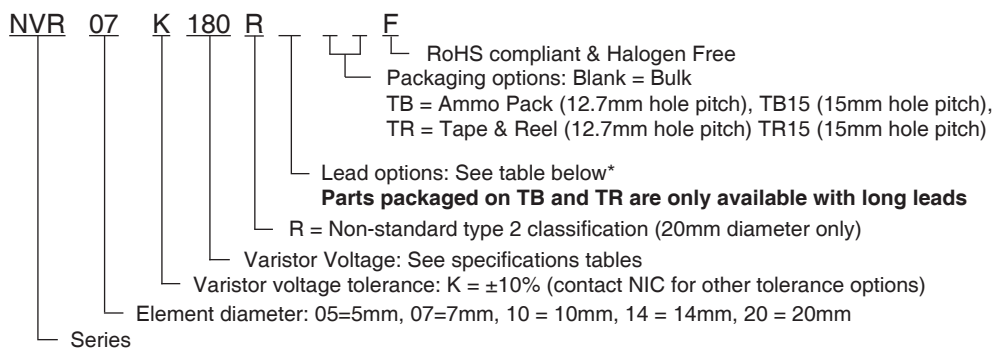 NVR 07 K 180 R _ _ _ F
RoHS compliant & Halogen Free
Packaging options: Blank = Bulk
TB = Ammo Pack (12.7mm hole pitch), TB15 (15mm hole pitch),
TR = Tape & Reel (12.7mm hole pitch) TR15 (15mm hole pitch)
Lead options: See table below*
Parts packaged on TB and TR are only available with long leads
R = Non-standard type 2 classification (20mm diameter only)
Varistor Voltage: See specifications tables
Varistor voltage tolerance: K = ±10% (contact NIC for other tolerance options)
Element diameter: 05=5mm, 07=7mm, 10 = 10mm, 14 = 14mm, 20 = 20mm
Series